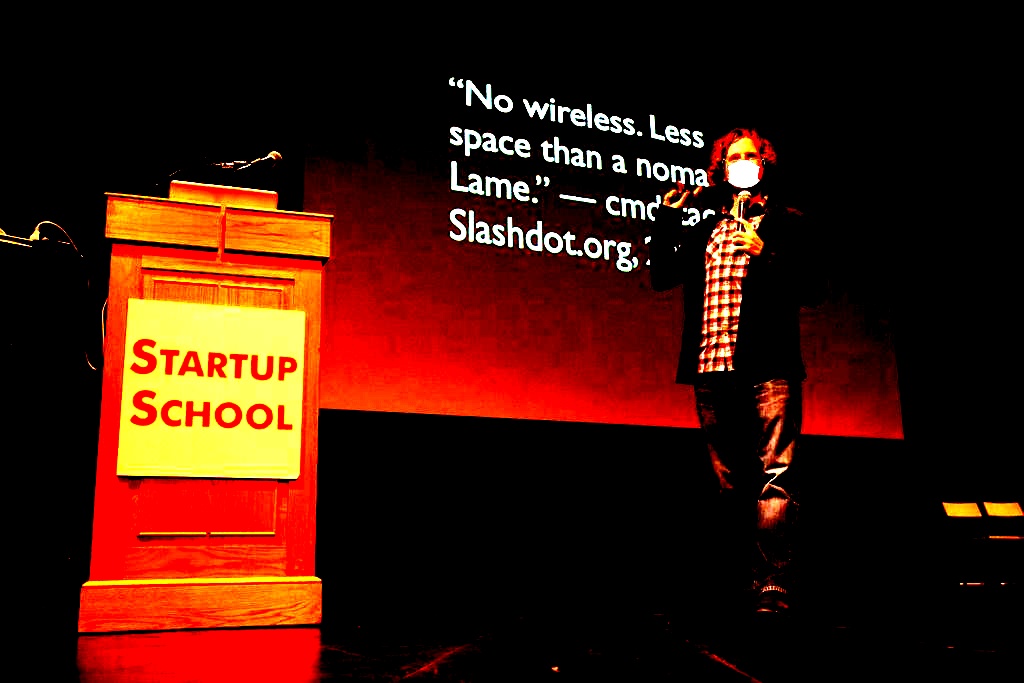 STARTUP
SCHOOL
“No wireless. Less
space than a noma
Lame.” — cmd
Slashdot.org,